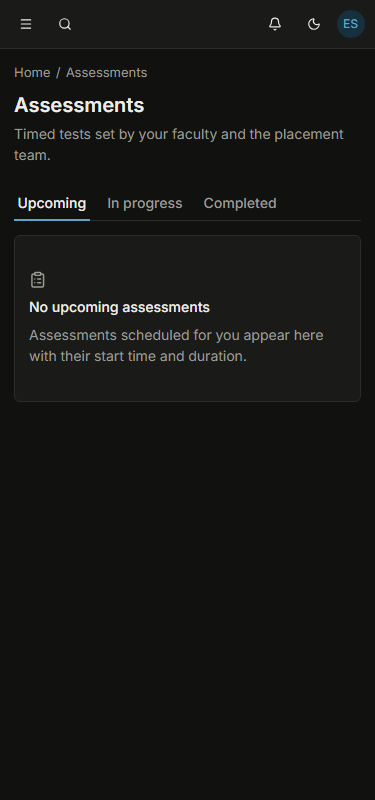 ES
Home / Assessments
Assessments
Timed tests set by your faculty and the placement
team.
Upcoming In progress Completed
No upcoming assessments
Assessments scheduled for you appear here
with their start time and duration.